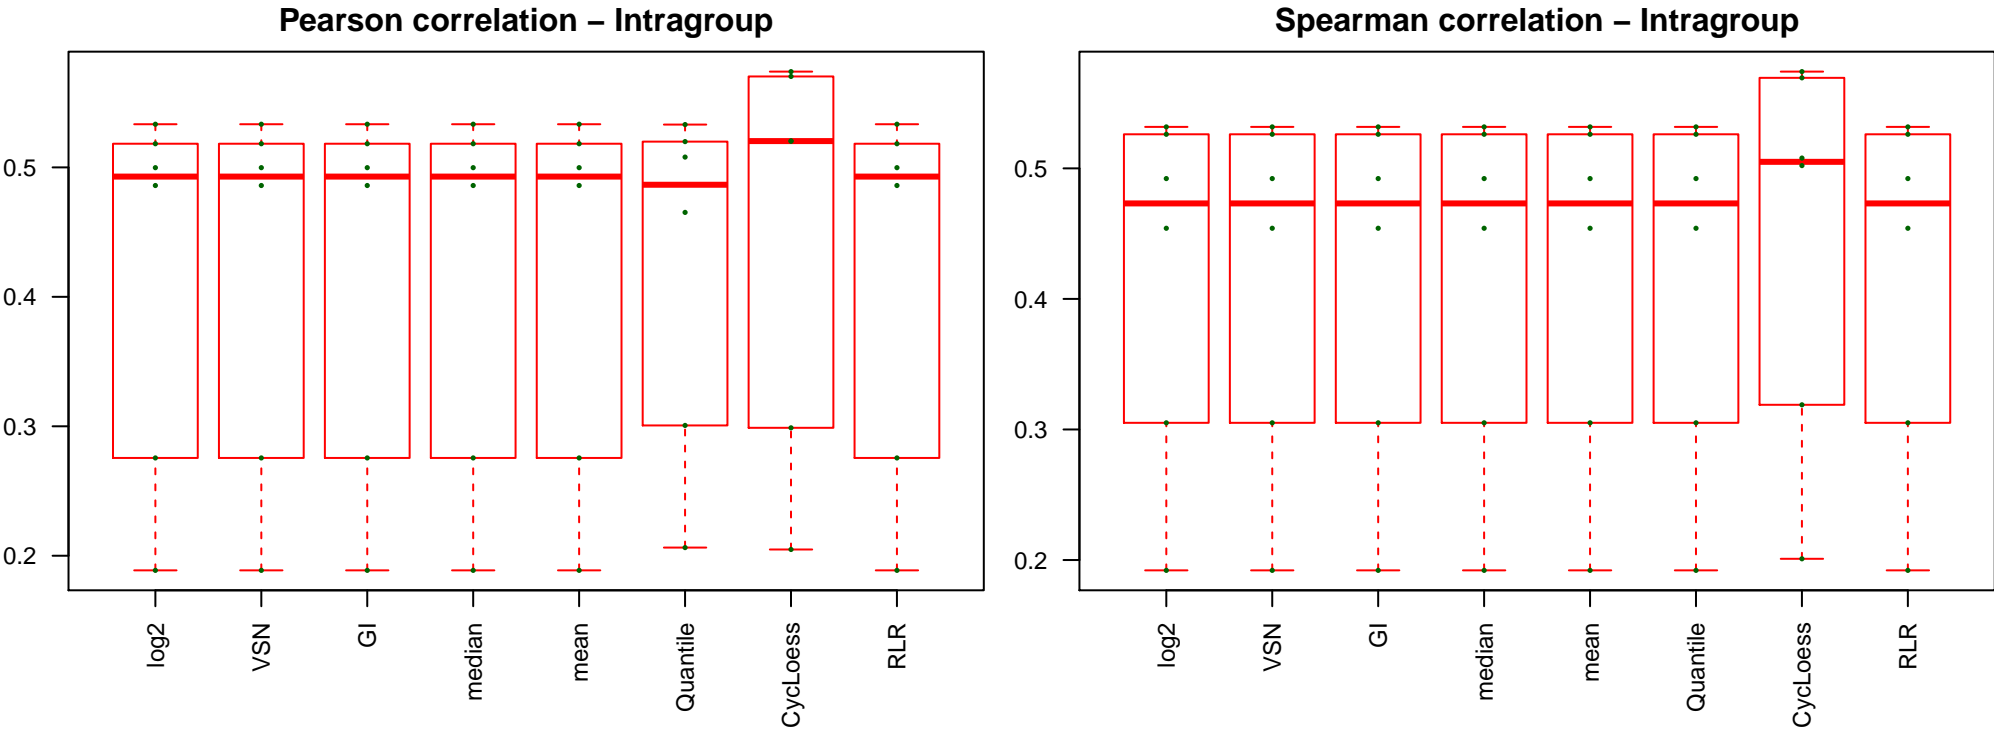 Pearson correlation – Intragroup
0.5
0.4
0.3
0.2
log2
VSN
GI
median
mean
Quantile
CycLoess
RLR
Spearman correlation – Intragroup
0.5
0.4
0.3
0.2
log2
VSN
GI
median
mean
Quantile
CycLoess
RLR